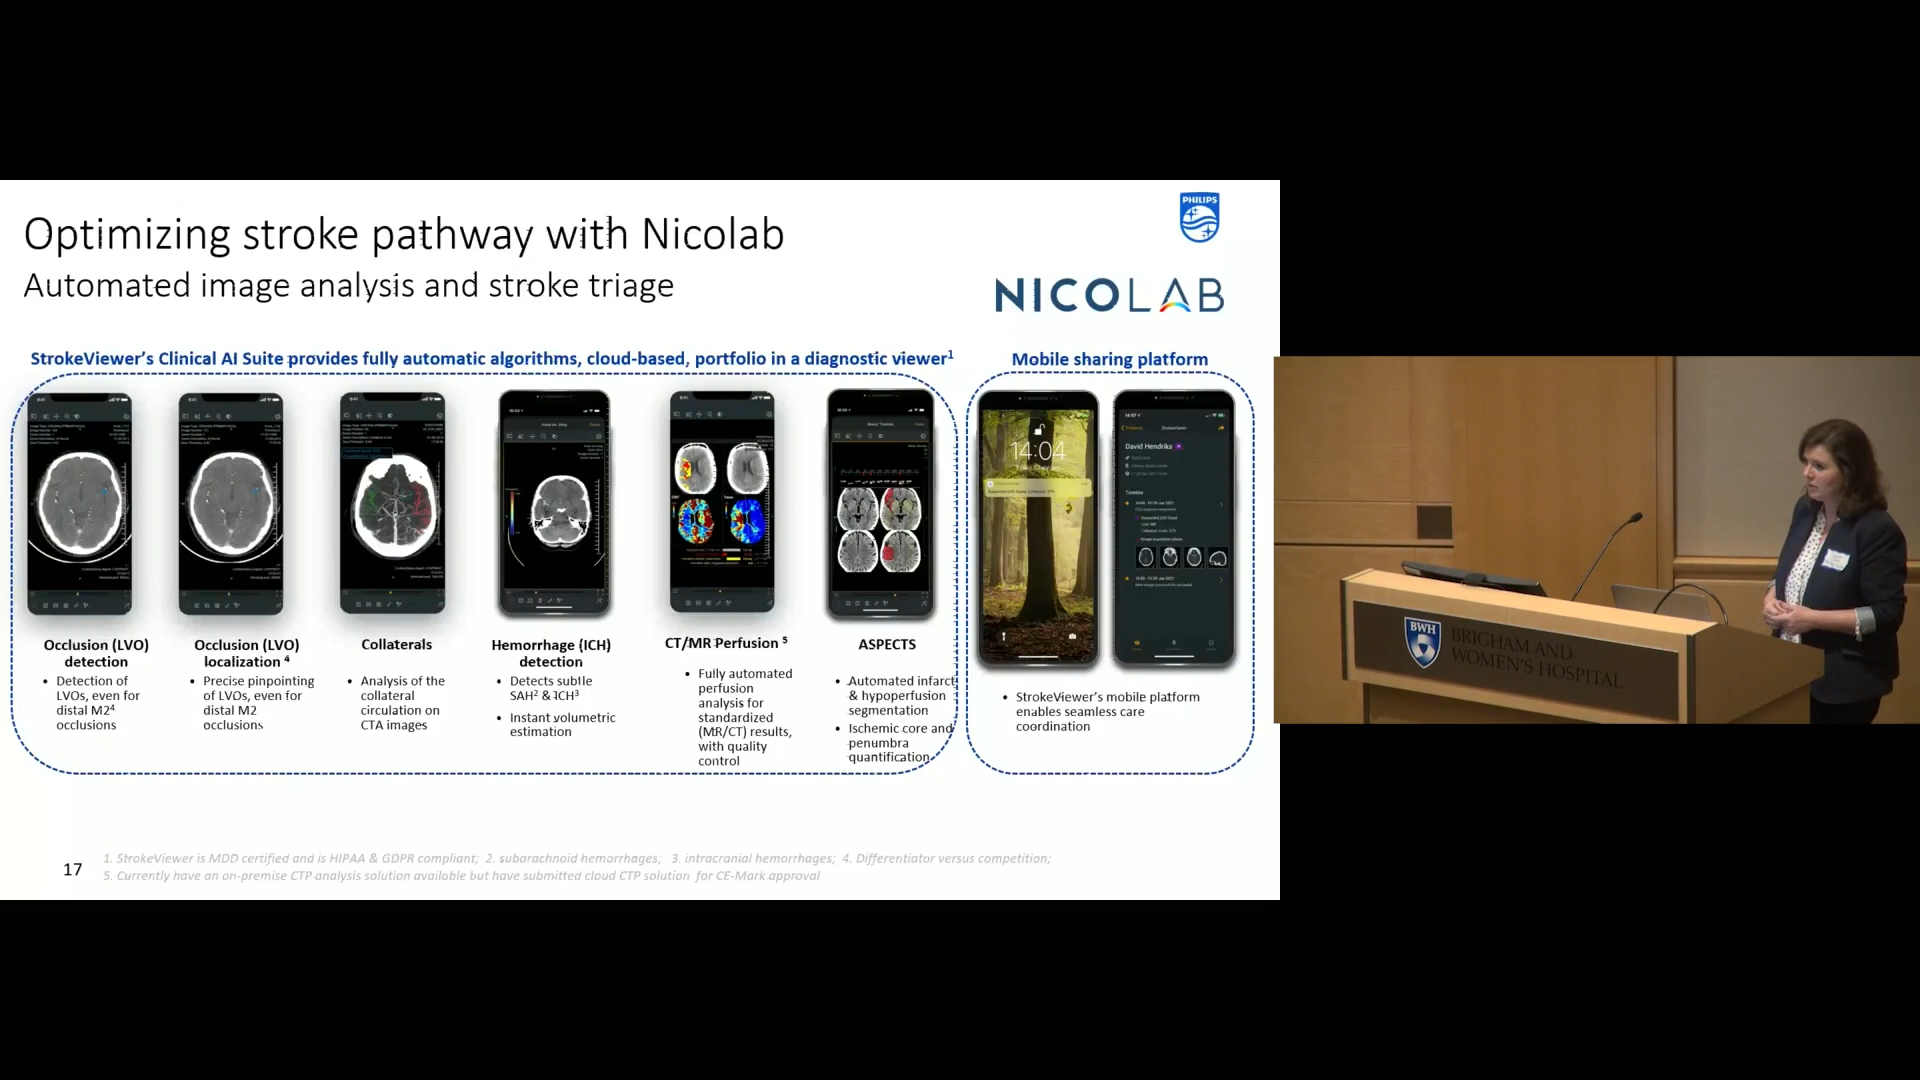 Optimizing stroke pathway with Nicolab
Automated image analysis and stroke triage
PHILIPS
NICOLAB
StrokeViewer's Clinical AI Suite provides fully automatic algorithms, cloud-based, portfolio in a diagnostic viewer¹
Mobile sharing platform
Occlusion (LVO)
detection
• Detection of
LVOs, even for
distal M2⁴
occlusions
Occlusion (LVO)
localization ⁴
• Precise pinpointing
of LVOs, even for
distal M2
occlusions
Collaterals
• Analysis of the
collateral
circulation on
CTA images
Hemorrhage (ICH)
detection
• Detects subtle
SAH² & ICH³
• Instant volumetric
estimation
CT/MR Perfusion ⁵
• Fully automated
perfusion
analysis for
standardized
(MR/CT) results,
with quality
control
ASPECTS
• Automated infarct
& hypoperfusion
segmentation
• Ischemic core and
penumbra
quantification
14:04
14:07
StrokeViewer
David Hendriks
Timeline
• StrokeViewer's mobile platform
enables seamless care
coordination
17
1. StrokeViewer is MDD certified and is HIPAA & GDPR compliant; 2. subarachnoid hemorrhages; 3. intracranial hemorrhages; 4. Differentiator versus competition;
5. Currently have an on-premise CTP analysis solution available but have submitted cloud CTP solution for CE-Mark approval
BWH
BRIGHAM AND
WOMEN'S HOSPITAL